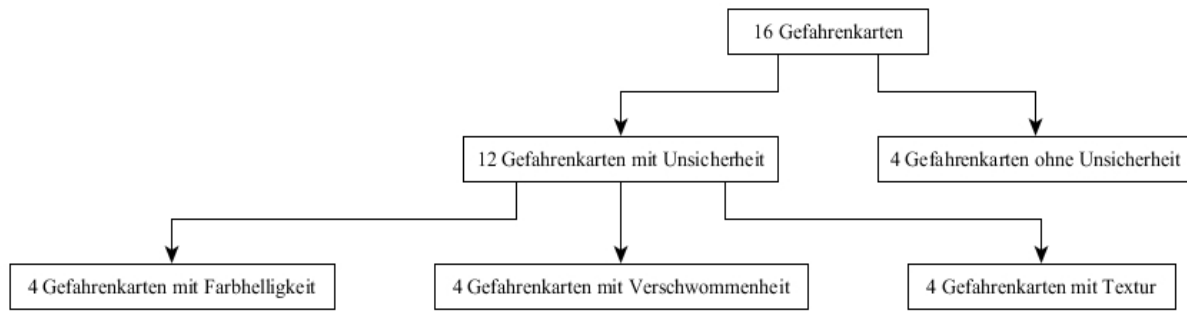 16 Gefahrenkarten
12 Gefahrenkarten mit Unsicherheit
4 Gefahrenkarten ohne Unsicherheit
4 Gefahrenkarten mit Farbhelligkeit
4 Gefahrenkarten mit Verschwommenheit
4 Gefahrenkarten mit Textur